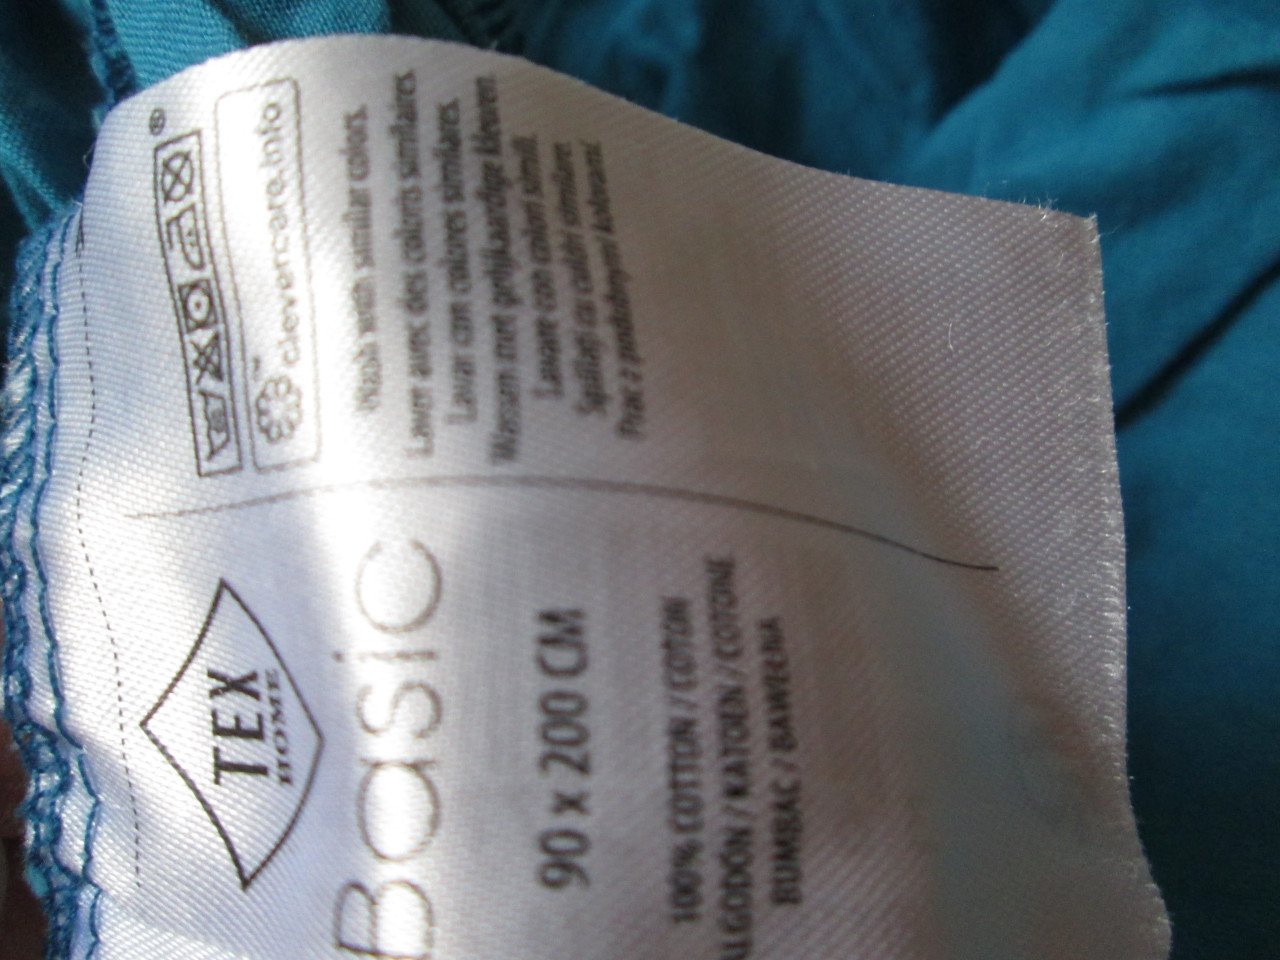 TEX
HOME
Basic
90 x 200 CM
100% COTTON / COTON
ALGODÓN / KATOEN / COTONE
BUMBAC / BAWEŁNA
®
clevercare.info
™
Wash with similar colors.
Laver avec des coloris similaires.
Lavar con colores similares.
Wassen met gelijkaardige kleuren.
Lavare con colori simili.
Spălați cu culori similare.
Prać z podobnymi kolorami.